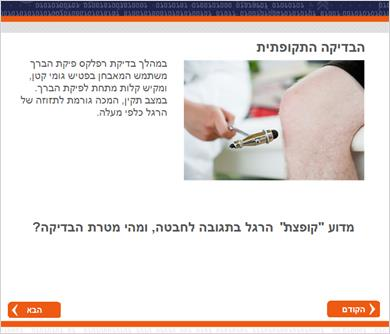 הבדיקה התקופתית
במהלך בדיקת רפלקס פיקת הברך
משתמש המאבחן בפטיש גומי קטן,
ומקיש קלות מתחת לפיקת הברך.
במצב תקין, המכה גורמת לתזוזה של
הרגל כלפי מעלה.
מדוע "קופצת" הרגל בתגובה לחבטה, ומהי מטרת הבדיקה?
הקודם
הבא